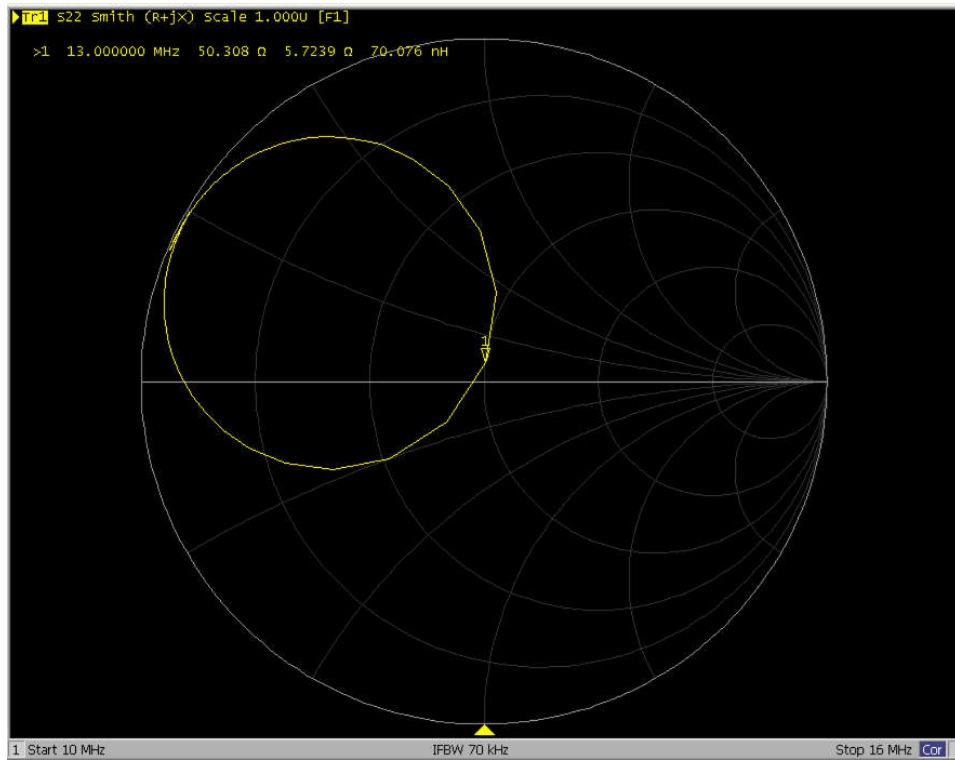 Tr1 S22 Smith (R+jX) Scale 1.000U [F1]
>1 13.000000 MHz 50.308 Ω 5.7239 Ω 70.076 nH
1
1 Start 10 MHz IFBW 70 kHz Stop 16 MHz Cor